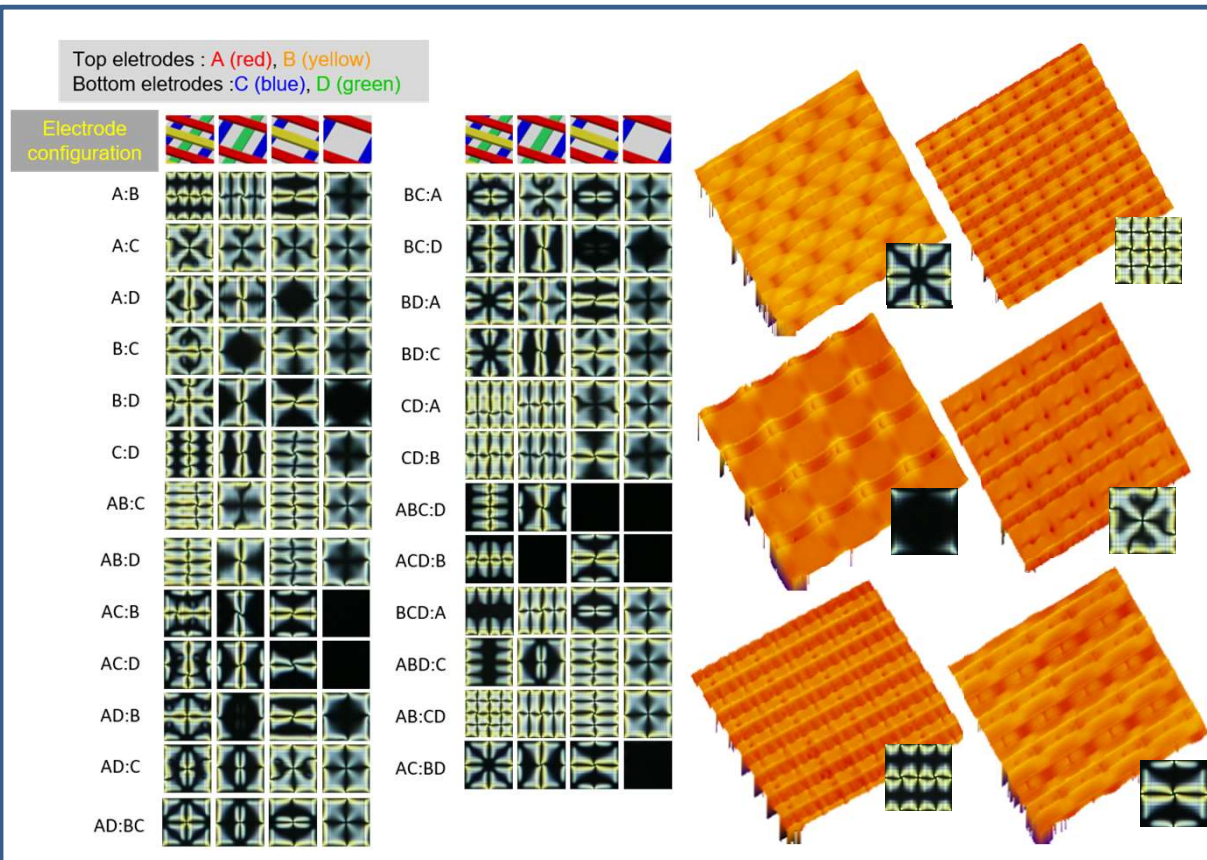 Top eletrodes : A (red), B (yellow)
Bottom eletrodes :C (blue), D (green)
Electrode
configuration
A:B
A:C
A:D
B:C
B:D
C:D
AB:C
AB:D
AC:B
AC:D
AD:B
AD:C
AD:BC
BC:A
BC:D
BD:A
BD:C
CD:A
CD:B
ABC:D
ACD:B
BCD:A
ABD:C
AB:CD
AC:BD